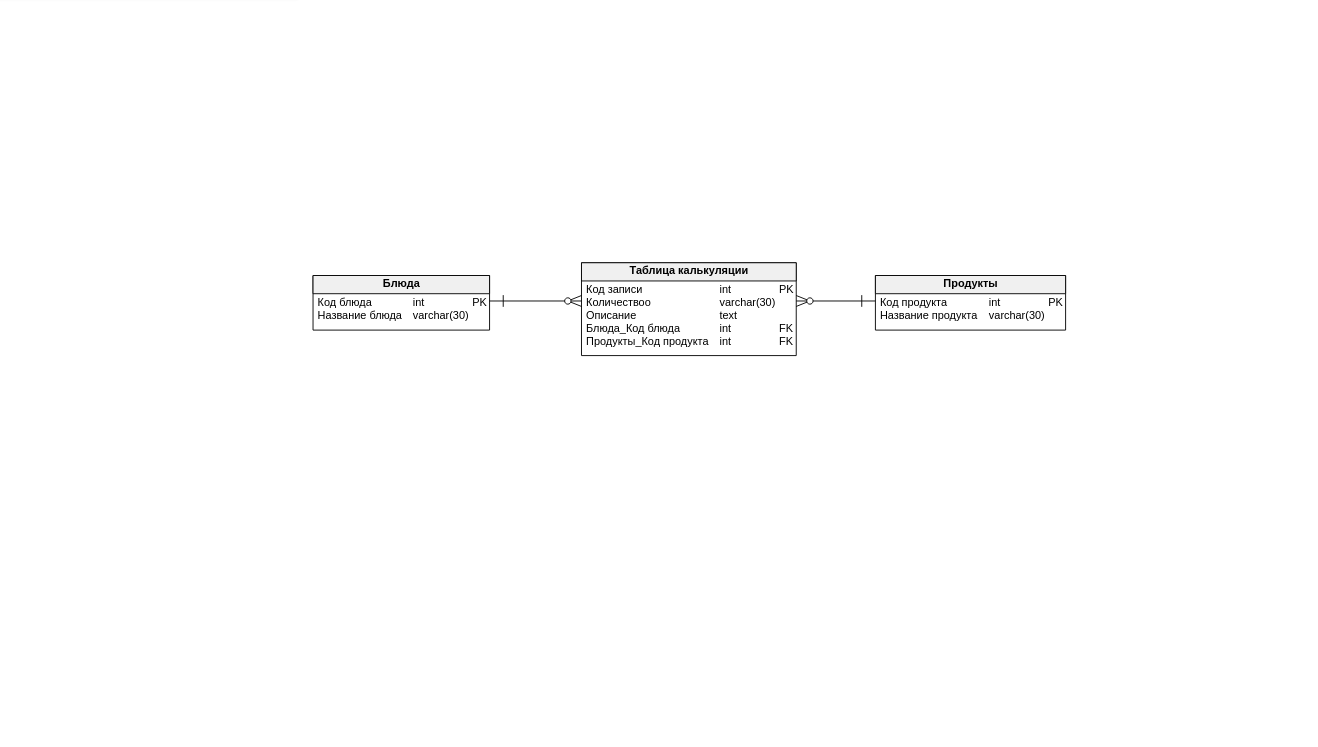 Блюда
Код блюда int PK
Название блюда varchar(30)
Таблица калькуляции
Код записи int PK
Количествоо varchar(30)
Описание text
Блюда_Код блюда int FK
Продукты_Код продукта int FK
Продукты
Код продукта int PK
Название продукта varchar(30)